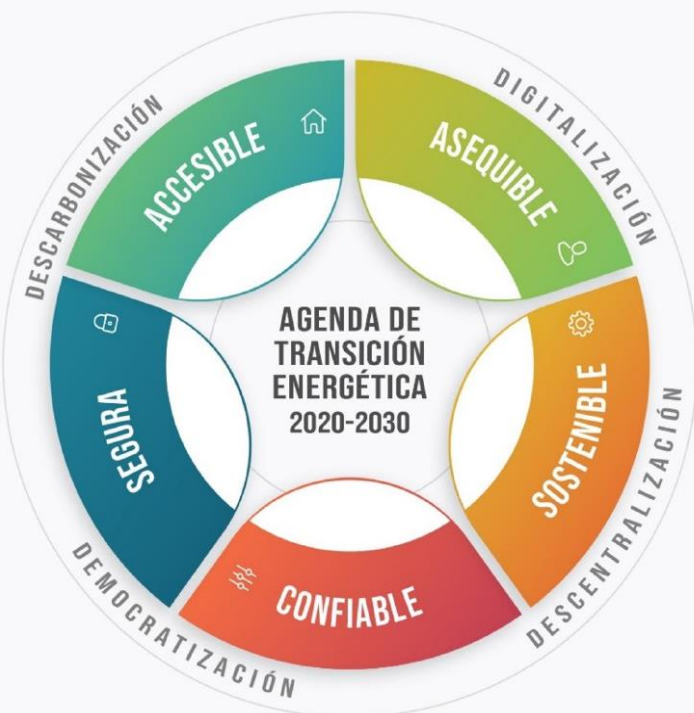 DESCARBONIZACIÓN
DIGITALIZACIÓN
ACCESIBLE
ASEQUIBLE
AGENDA DE
TRANSICIÓN
ENERGÉTICA
2020-2030
SEGURA
SOSTENIBLE
CONFIABLE
DEMOCRATIZACIÓN
DESCENTRALIZACIÓN